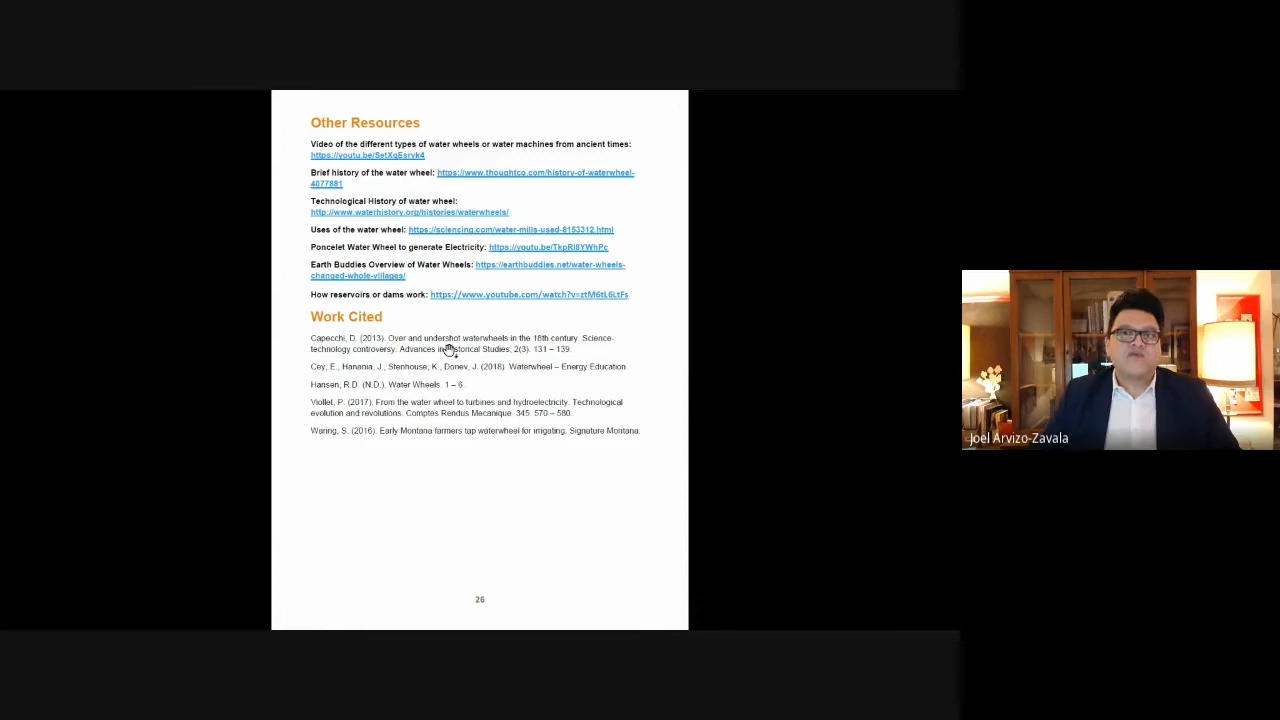 Other Resources
Video of the different types of water wheels or water machines from ancient times:
https://youtu.be/SetXgEsrvk4
Brief history of the water wheel: https://www.thoughtco.com/history-of-waterwheel-
4077881
Technological History of water wheel:
http://www.waterhistory.org/histories/waterwheels/
Uses of the water wheel: https://sciencing.com/water-mills-used-8153312.html
Poncelet Water Wheel to generate Electricity: https://youtu.be/TkpRI8YWhPc
Earth Buddies Overview of Water Wheels: https://earthbuddies.net/water-wheels-
changed-whole-villages/
How reservoirs or dams work: https://www.youtube.com/watch?v=ztM6tL6LtFs
Work Cited
Capecchi, D. (2013). Over and undershot waterwheels in the 18th century. Science-
technology controversy. Advances in Historical Studies, 2(3). 131 – 139.
Cey, E., Hanania, J., Stenhouse, K., Donev, J. (2018). Waterwheel – Energy Education.
Hansen, R.D. (N.D.), Water Wheels. 1 – 6.
Viollet, P. (2017). From the water wheel to turbines and hydroelectricity. Technological
evolution and revolutions. Comptes Rendus Mecanique. 345. 570 – 580.
Waring, S. (2016). Early Montana farmers tap waterwheel for irrigating. Signature Montana.
26
Joel Arvizo-Zavala